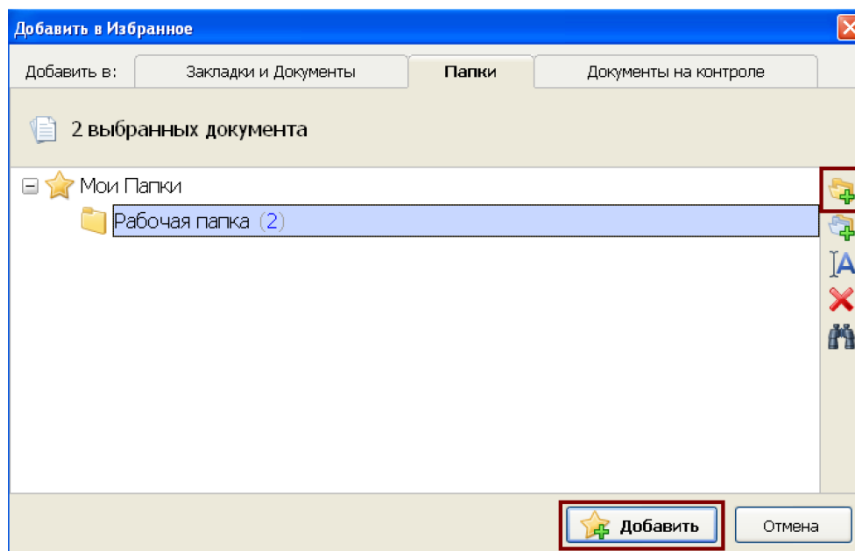 Добавить в Избранное
Добавить в: Закладки и Документы Папки Документы на контроле
2 выбранных документа
Мои Папки
Рабочая папка (2)
Добавить Отмена